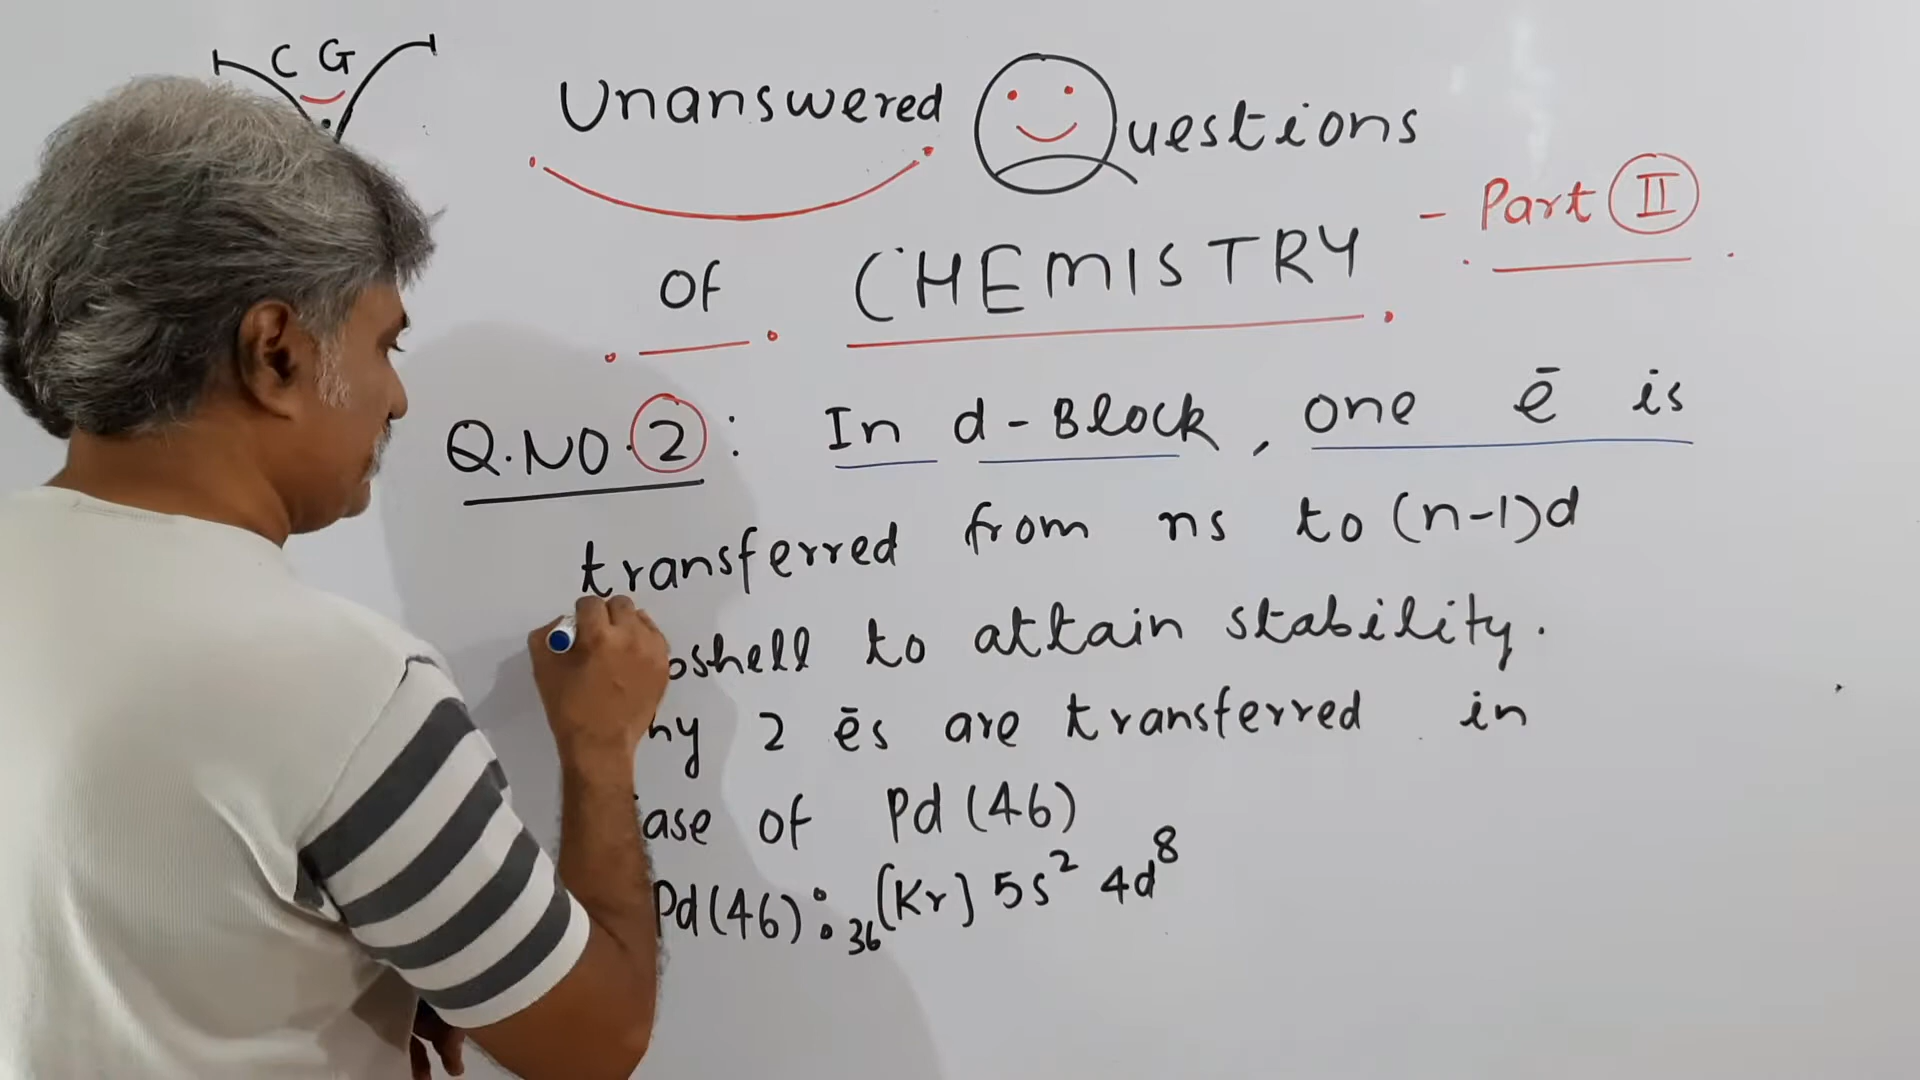 C G
Unanswered Questions
OF CHEMISTRY - Part II
Q.NO.2 : In d-Block, one ē is
transferred from ns to (n-1)d
shell to attain stability.
2 ēs are transferred in
of Pd (46)
Pd(46): 36[Kr] 5s² 4d⁸